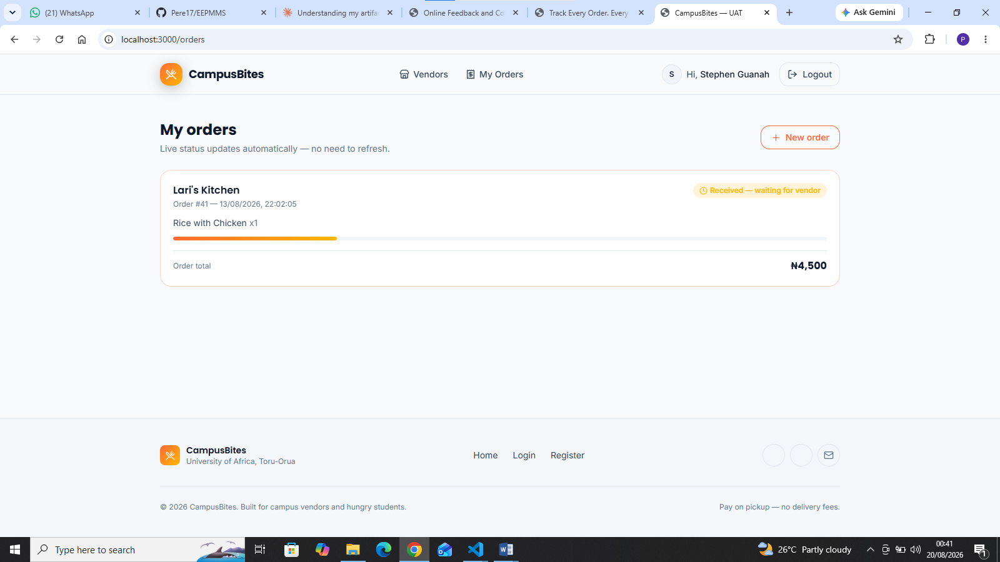 (21) WhatsApp
Pere17/EEPMMS
Understanding my artifa
Online Feedback and Co
Track Every Order. Every
CampusBites — UAT
Ask Gemini
localhost:3000/orders
P
CampusBites
Vendors
My Orders
S
Hi, Stephen Guanah
Logout
My orders
Live status updates automatically — no need to refresh.
+ New order
Lari's Kitchen
Received — waiting for vendor
Order #41 — 13/08/2026, 22:02:05
Rice with Chicken x1
Order total
₦4,500
CampusBites
University of Africa, Toru-Orua
Home
Login
Register
© 2026 CampusBites. Built for campus vendors and hungry students.
Pay on pickup — no delivery fees.
Type here to search
26°C Partly cloudy
00:41
20/08/2026
1